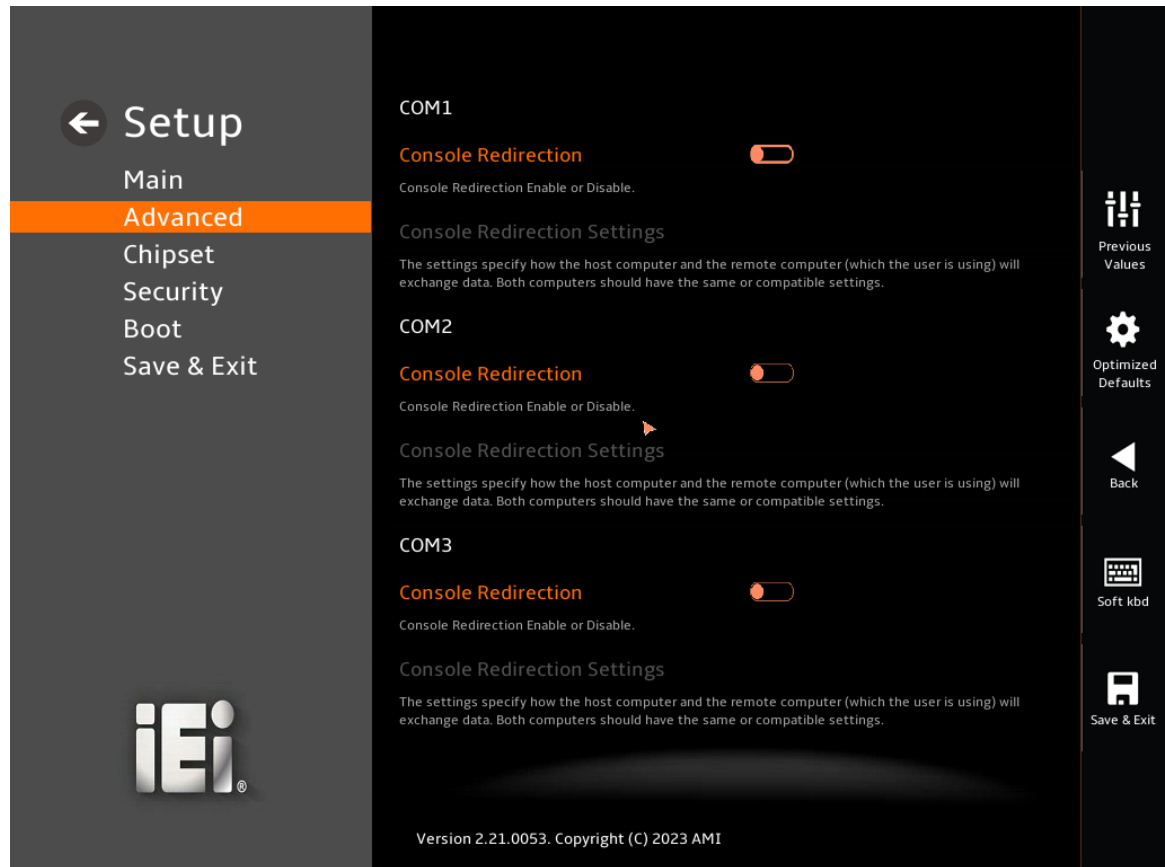 Setup
Main
Advanced
Chipset
Security
Boot
Save & Exit
iEi®
COM1
Console Redirection
Console Redirection Enable or Disable.
Console Redirection Settings
The settings specify how the host computer and the remote computer (which the user is using) will
exchange data. Both computers should have the same or compatible settings.
COM2
Console Redirection
Console Redirection Enable or Disable.
Console Redirection Settings
The settings specify how the host computer and the remote computer (which the user is using) will
exchange data. Both computers should have the same or compatible settings.
COM3
Console Redirection
Console Redirection Enable or Disable.
Console Redirection Settings
The settings specify how the host computer and the remote computer (which the user is using) will
exchange data. Both computers should have the same or compatible settings.
Version 2.21.0053. Copyright (C) 2023 AMI
Previous
Values
Optimized
Defaults
Back
Soft kbd
Save & Exit